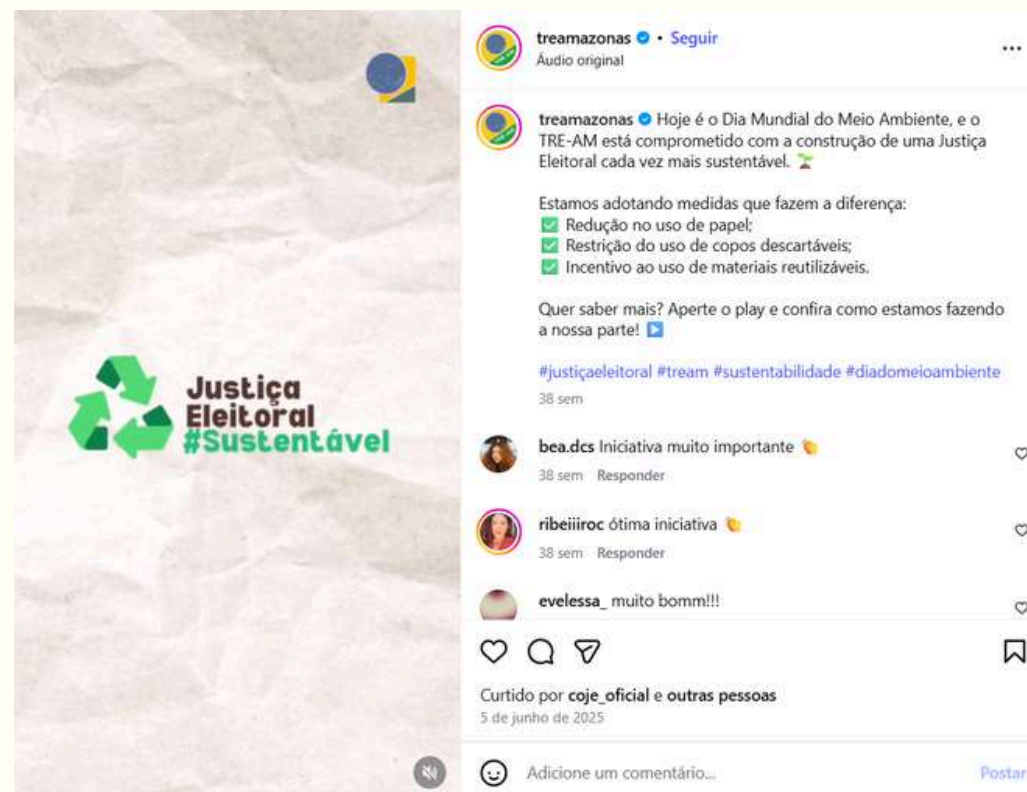 treamazonas • Seguir
Áudio original
treamazonas Hoje é o Dia Mundial do Meio Ambiente, e o
TRE-AM está comprometido com a construção de uma Justiça
Eleitoral cada vez mais sustentável. 🌱
Estamos adotando medidas que fazem a diferença:
✅ Redução no uso de papel;
✅ Restrição do uso de copos descartáveis;
✅ Incentivo ao uso de materiais reutilizáveis.
Quer saber mais? Aperte o play e confira como estamos fazendo
a nossa parte! ▶️
#justiçaeleitoral #tream #sustentabilidade #diadomeioambiente
38 sem
Justiça
Eleitoral
#Sustentável
bea.dcs Iniciativa muito importante 👏
38 sem Responder
ribeiiiroc ótima iniciativa 👏
38 sem Responder
evelessa_ muito bomm!!!
Curtido por coje_oficial e outras pessoas
5 de junho de 2025
Adicione um comentário...
Postar